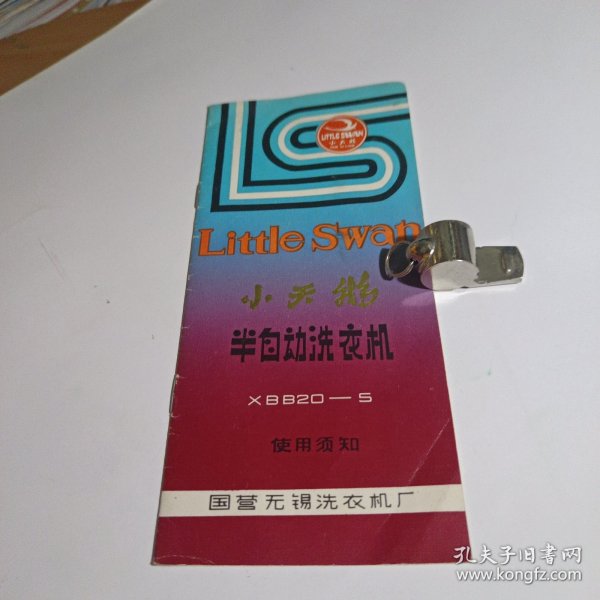 LITTLE SWAN
小天鹅
Little Swan
小天鹅
半自动洗衣机
XBB20—5
使用须知
国营无锡洗衣机厂
孔夫子旧书网
www.kongfz.com